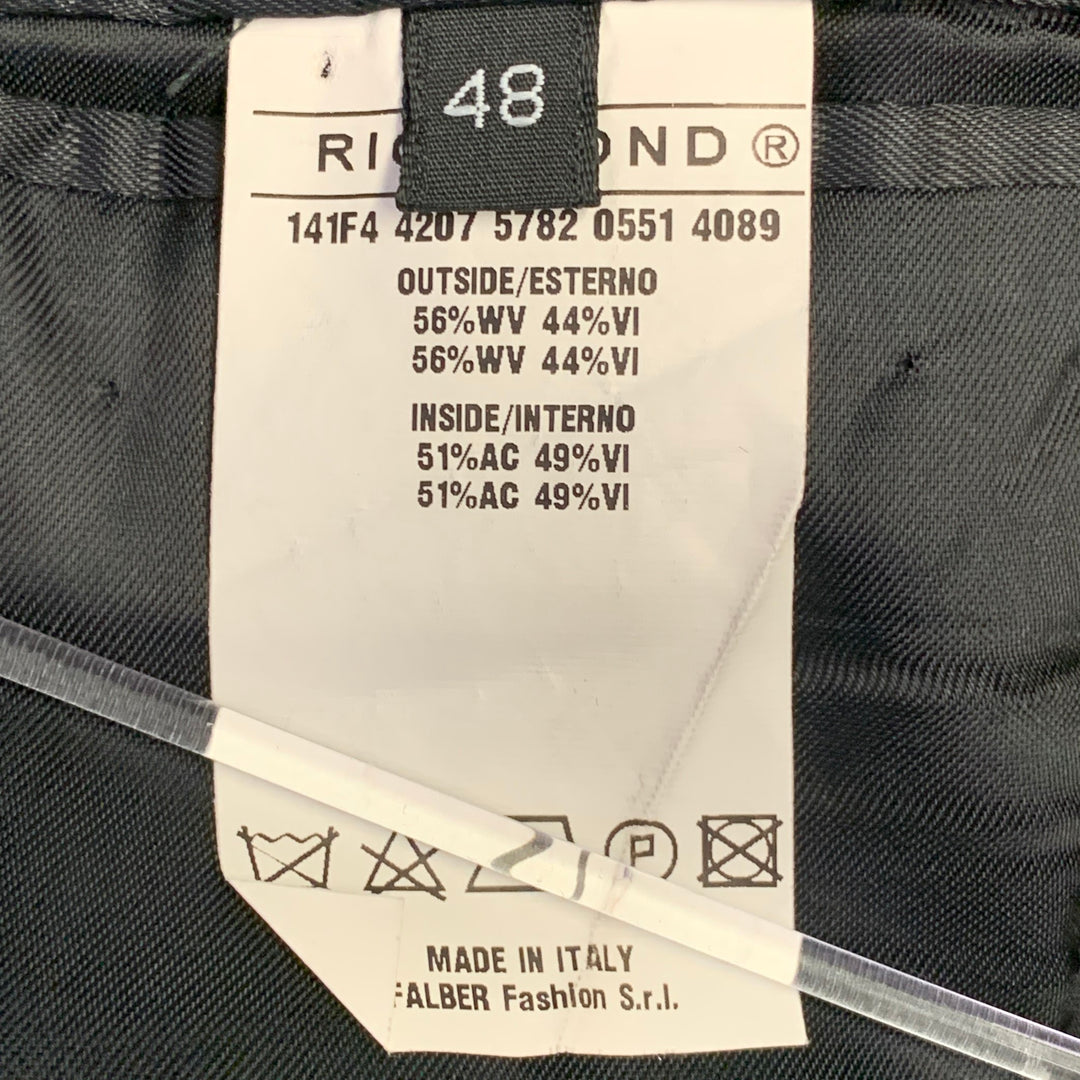 48
RI OND ®
141F4 4207 5782 0551 4089
OUTSIDE/ESTERNO
56%WV 44%VI
56%WV 44%VI
INSIDE/INTERNO
51%AC 49%VI
51%AC 49%VI
P
MADE IN ITALY
FALBER Fashion S.r.l.